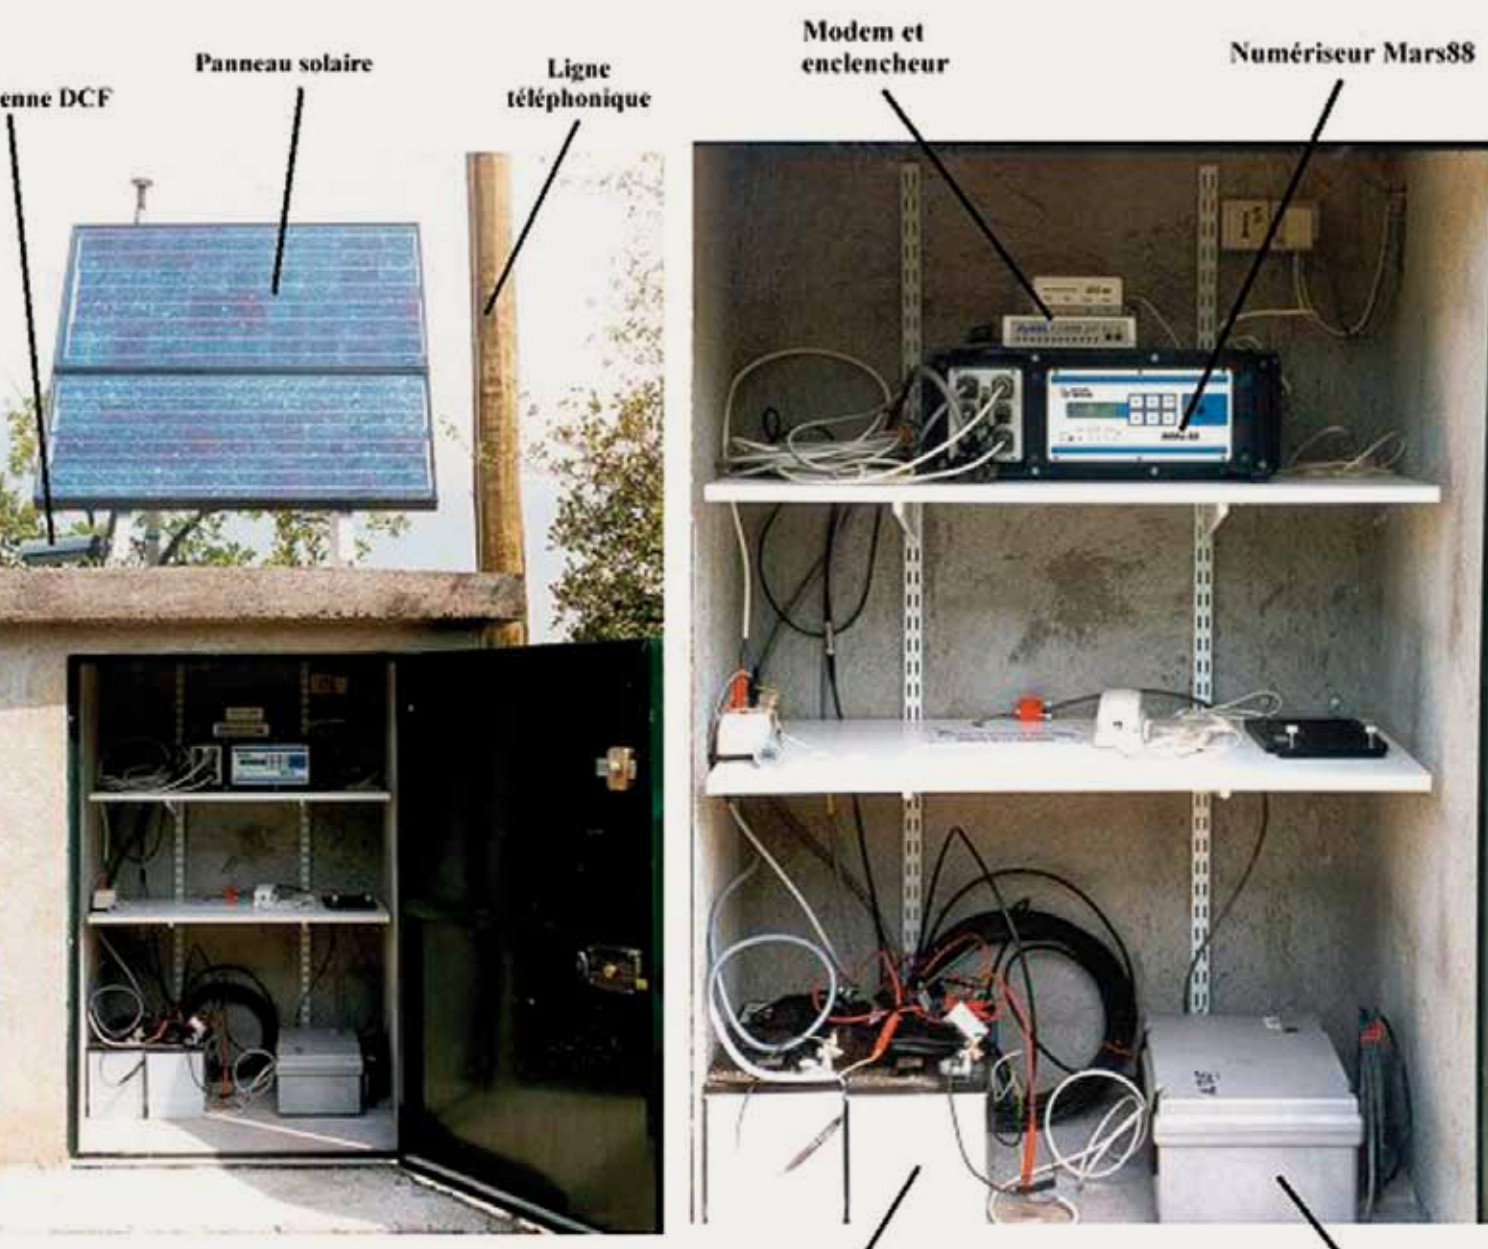 Modem et
enclencheur
Numériseur Mars88
Panneau solaire
Ligne
téléphonique
enne DCF